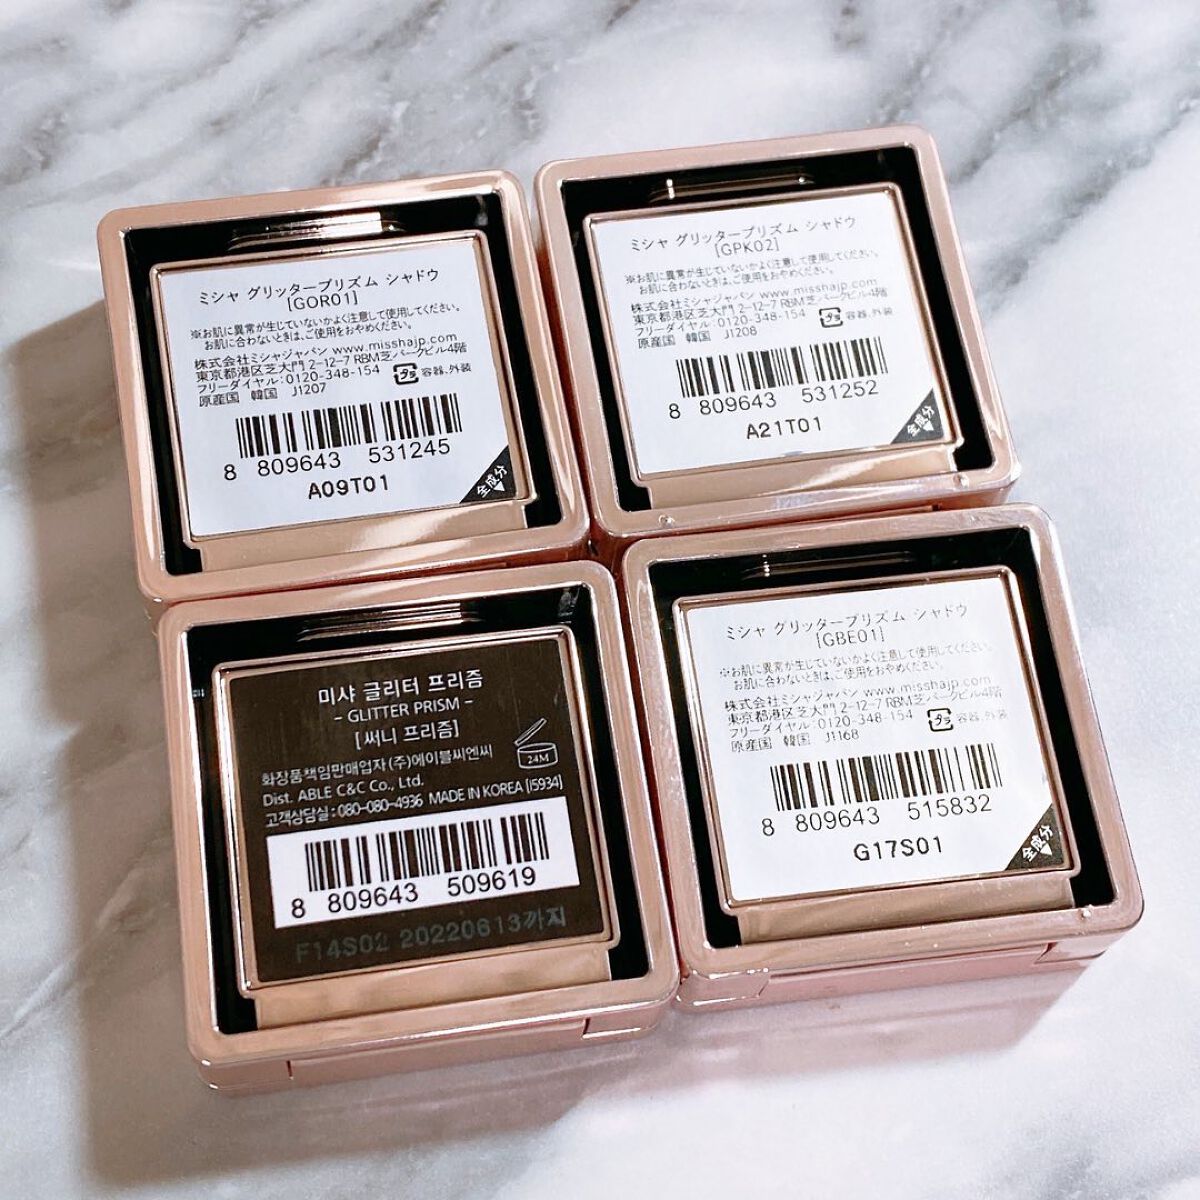 ミシャ グリッタープリズム シャドウ
[GOR01]
※お肌に異常が生じていないかよく注意して使用してください。
お肌に合わないときは、ご使用をおやめください。
株式会社ミシャジャパン www.misshajp.com
東京都港区芝大門 2-12-7 RBM芝パークビル4階
フリーダイヤル:0120-348-154 プラ 容器、外装
原産国 韓国 J1207
8 809643 531245
A09T01
全成分
ミシャ グリッタープリズム シャドウ
[GPK02]
※お肌に異常が生じていないかよく注意して使用してください。
お肌に合わないときは、ご使用をおやめください。
株式会社ミシャジャパン www.misshajp.com
東京都港区芝大門 2-12-7 RBM芝パークビル4階
フリーダイヤル:0120-348-154 プラ 容器、外装
原産国 韓国 J1208
8 809643 531252
A21T01
全成分
미샤 글리터 프리즘
- GLITTER PRISM -
[써니 프리즘]
24M
화장품책임판매업자 (주)에이블씨엔씨
Dist. ABLE C&C Co., Ltd.
고객상담실 : 080-080-4936 MADE IN KOREA [I5934]
8 809643 509619
F14S02 20220613까지
ミシャ グリッタープリズム シャドウ
[GBE01]
※お肌に異常が生じていないかよく注意して使用してください。
お肌に合わないときは、ご使用をおやめください。
株式会社ミシャジャパン www.misshajp.com
東京都港区芝大門 2-12-7 RBM芝パークビル4階
フリーダイヤル:0120-348-154 プラ 容器、外装
原産国 韓国 J1168
8 809643 515832
G17S01
全成分